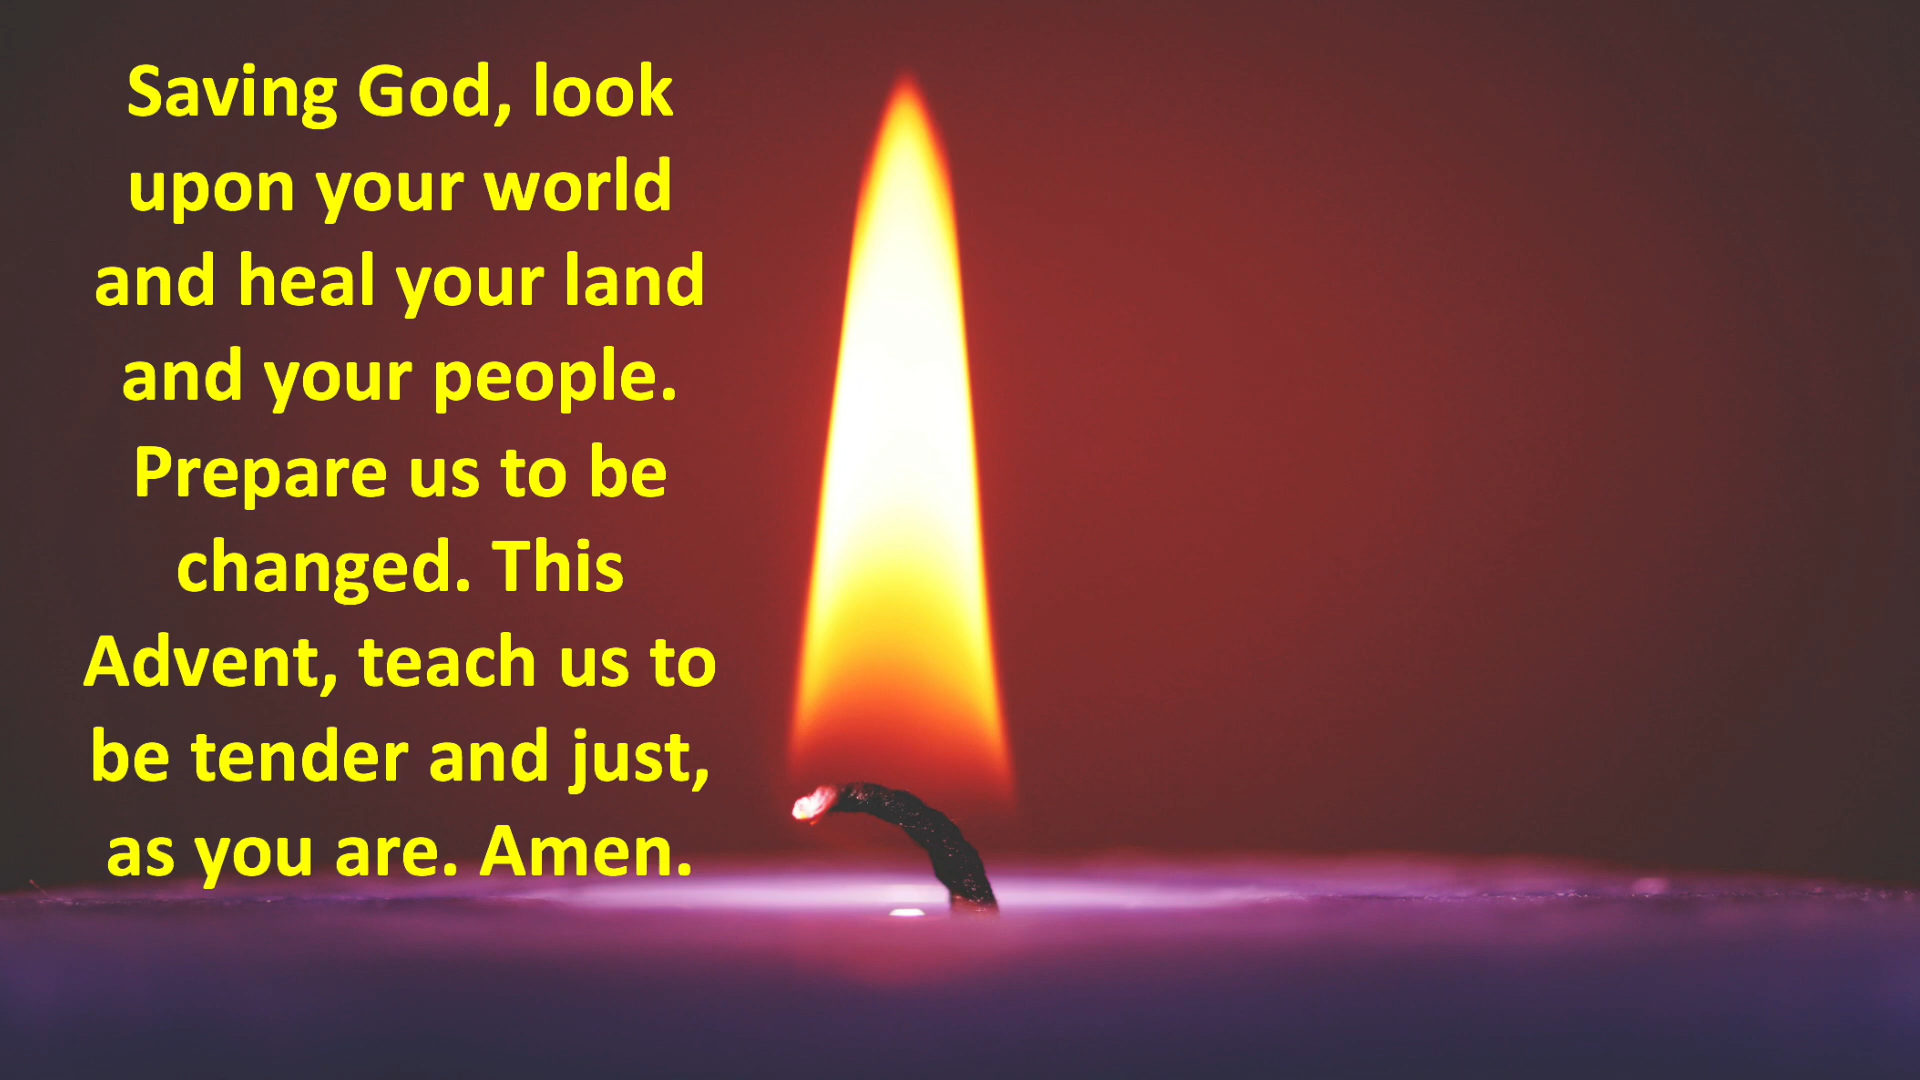 Saving God, look
upon your world
and heal your land
and your people.
Prepare us to be
changed. This
Advent, teach us to
be tender and just,
as you are. Amen.